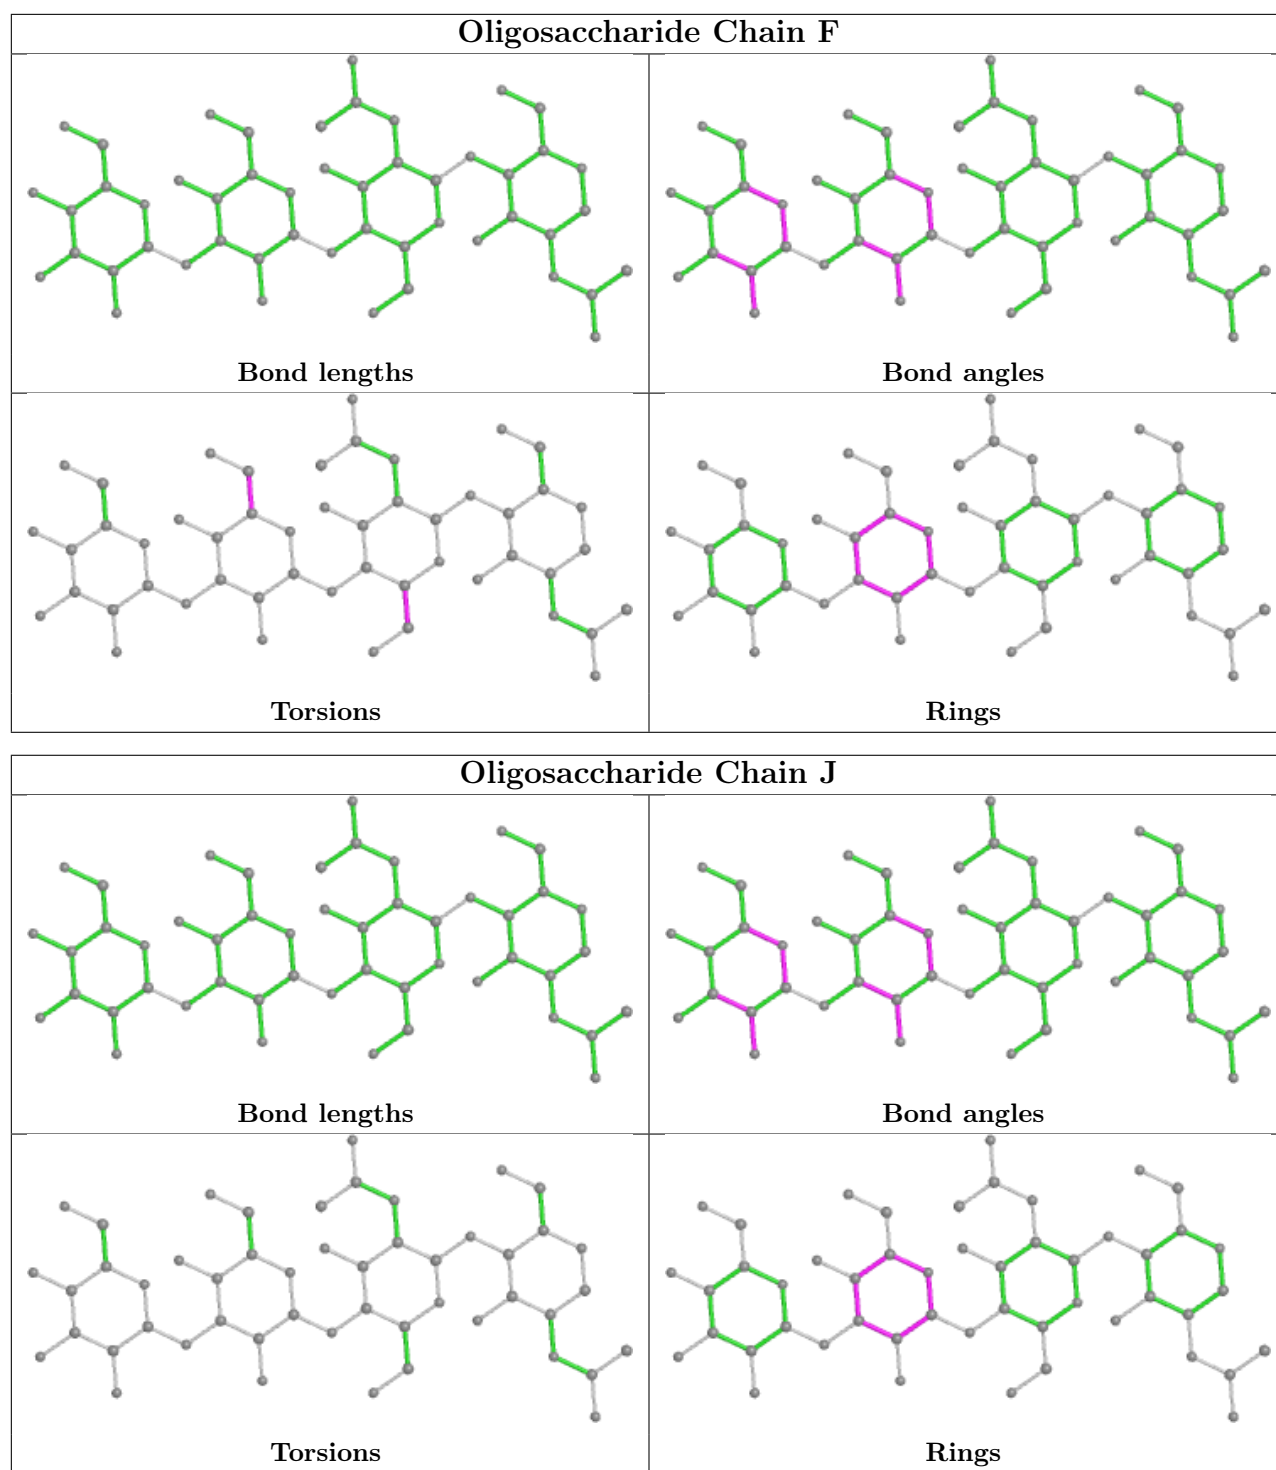 Oligosaccharide Chain F
Bond lengths
Bond angles
Torsions
Rings
Oligosaccharide Chain J
Bond lengths
Bond angles
Torsions
Rings